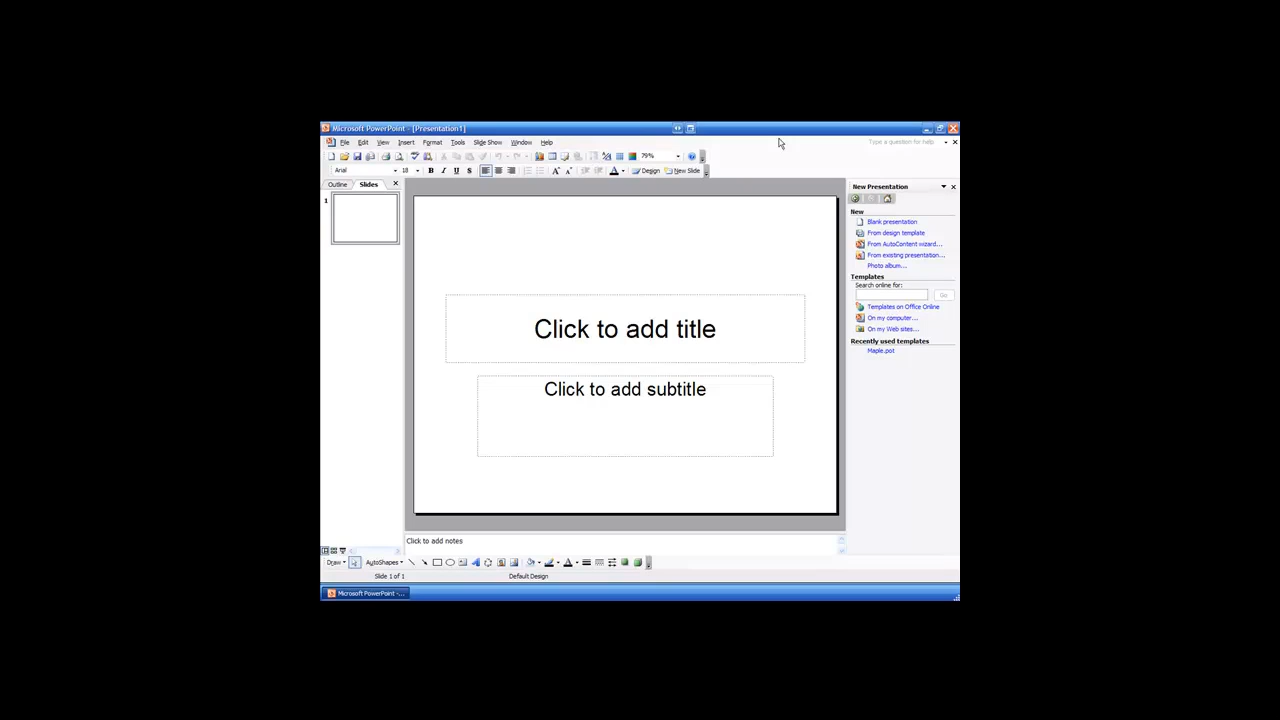 Microsoft PowerPoint - [Presentation1]
File Edit View Insert Format Tools Slide Show Window Help
Type a question for help
79%
Arial 18 B I U S A A A Design New Slide
Outline Slides
1
Click to add title
Click to add subtitle
Click to add notes
New Presentation
New
Blank presentation
From design template
From AutoContent wizard...
From existing presentation...
Photo album...
Templates
Search online for:
Go
Templates on Office Online
On my computer...
On my Web sites...
Recently used templates
Maple.pot
Draw AutoShapes A
Slide 1 of 1 Default Design
Microsoft PowerPoint -...